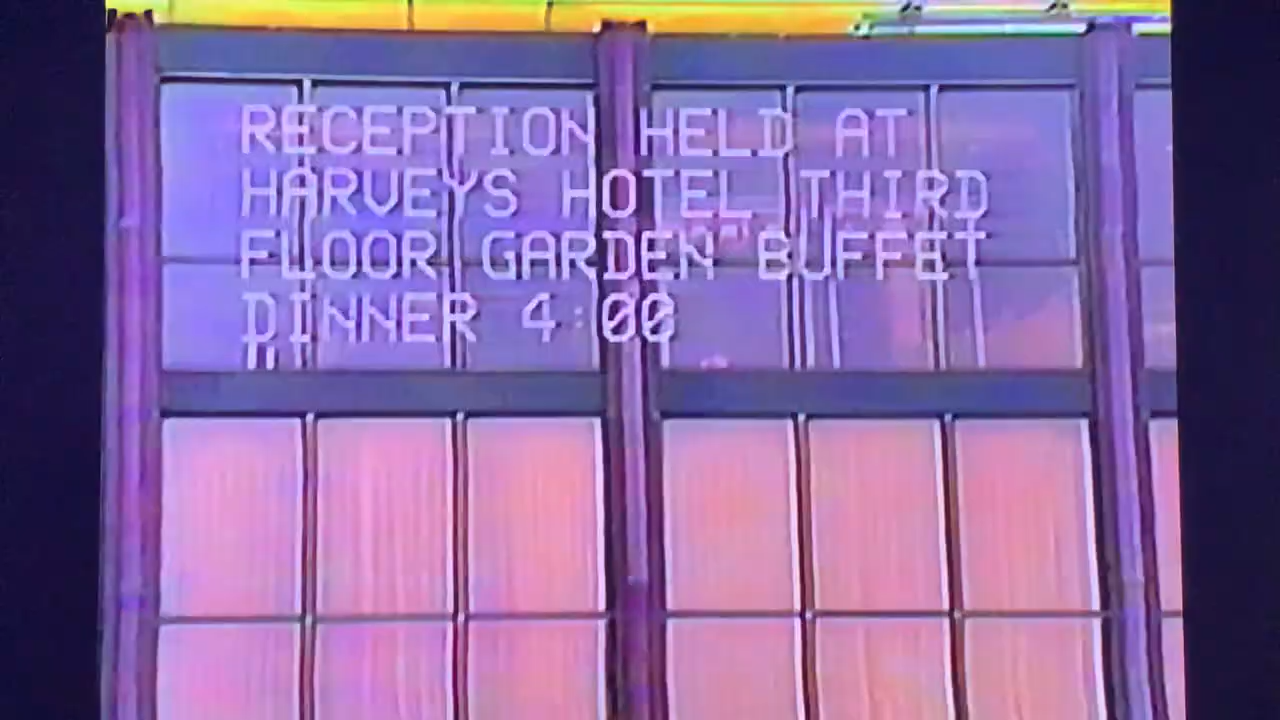 RECEPTION HELD AT
HARVEYS HOTEL THIRD
FLOOR GARDEN BUFFET
DINNER 4:00